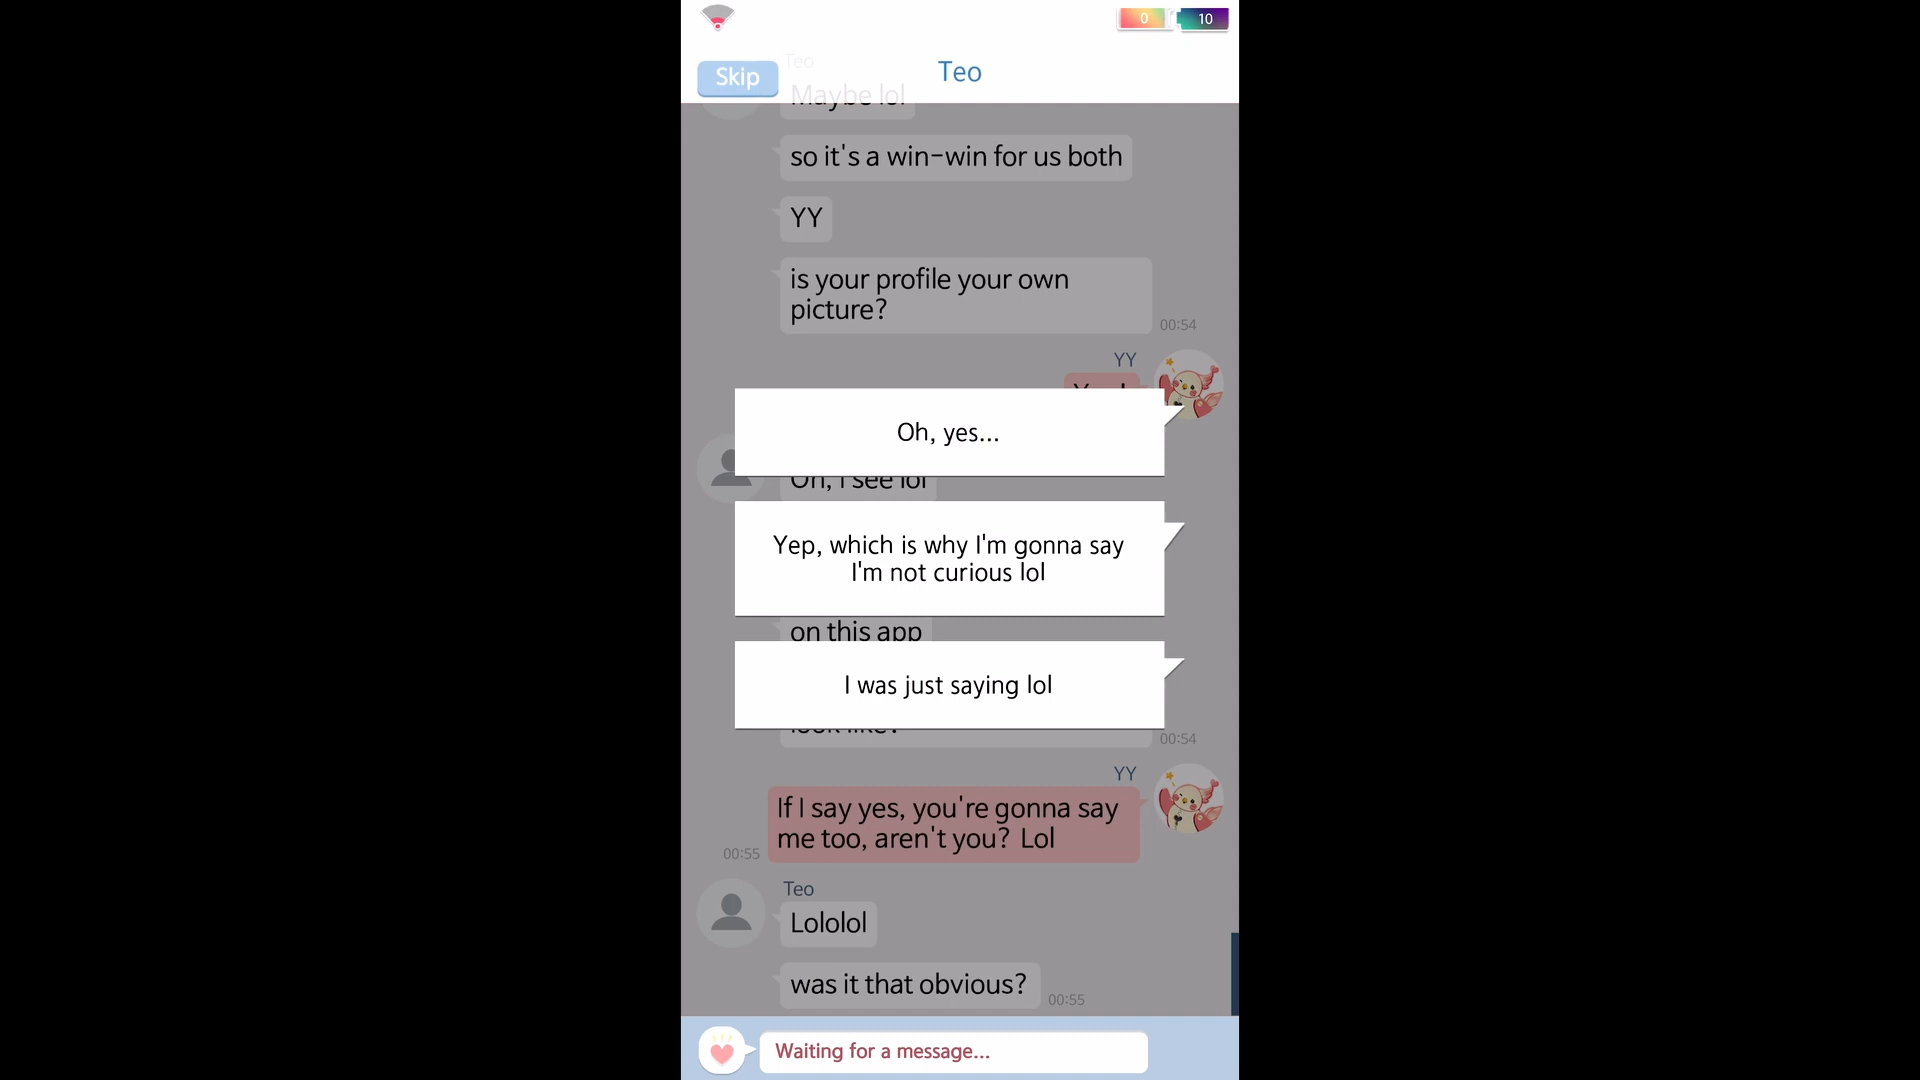 0
10
Skip
Teo
Teo
Maybe lol
so it's a win-win for us both
YY
is your profile your own
picture?
00:54
YY
Oh, yes...
Oh, I see lol
Yep, which is why I'm gonna say
I'm not curious lol
on this app
I was just saying lol
look like?
00:54
YY
If I say yes, you're gonna say
me too, aren't you? Lol
00:55
Teo
Lololol
was it that obvious?
00:55
Waiting for a message...